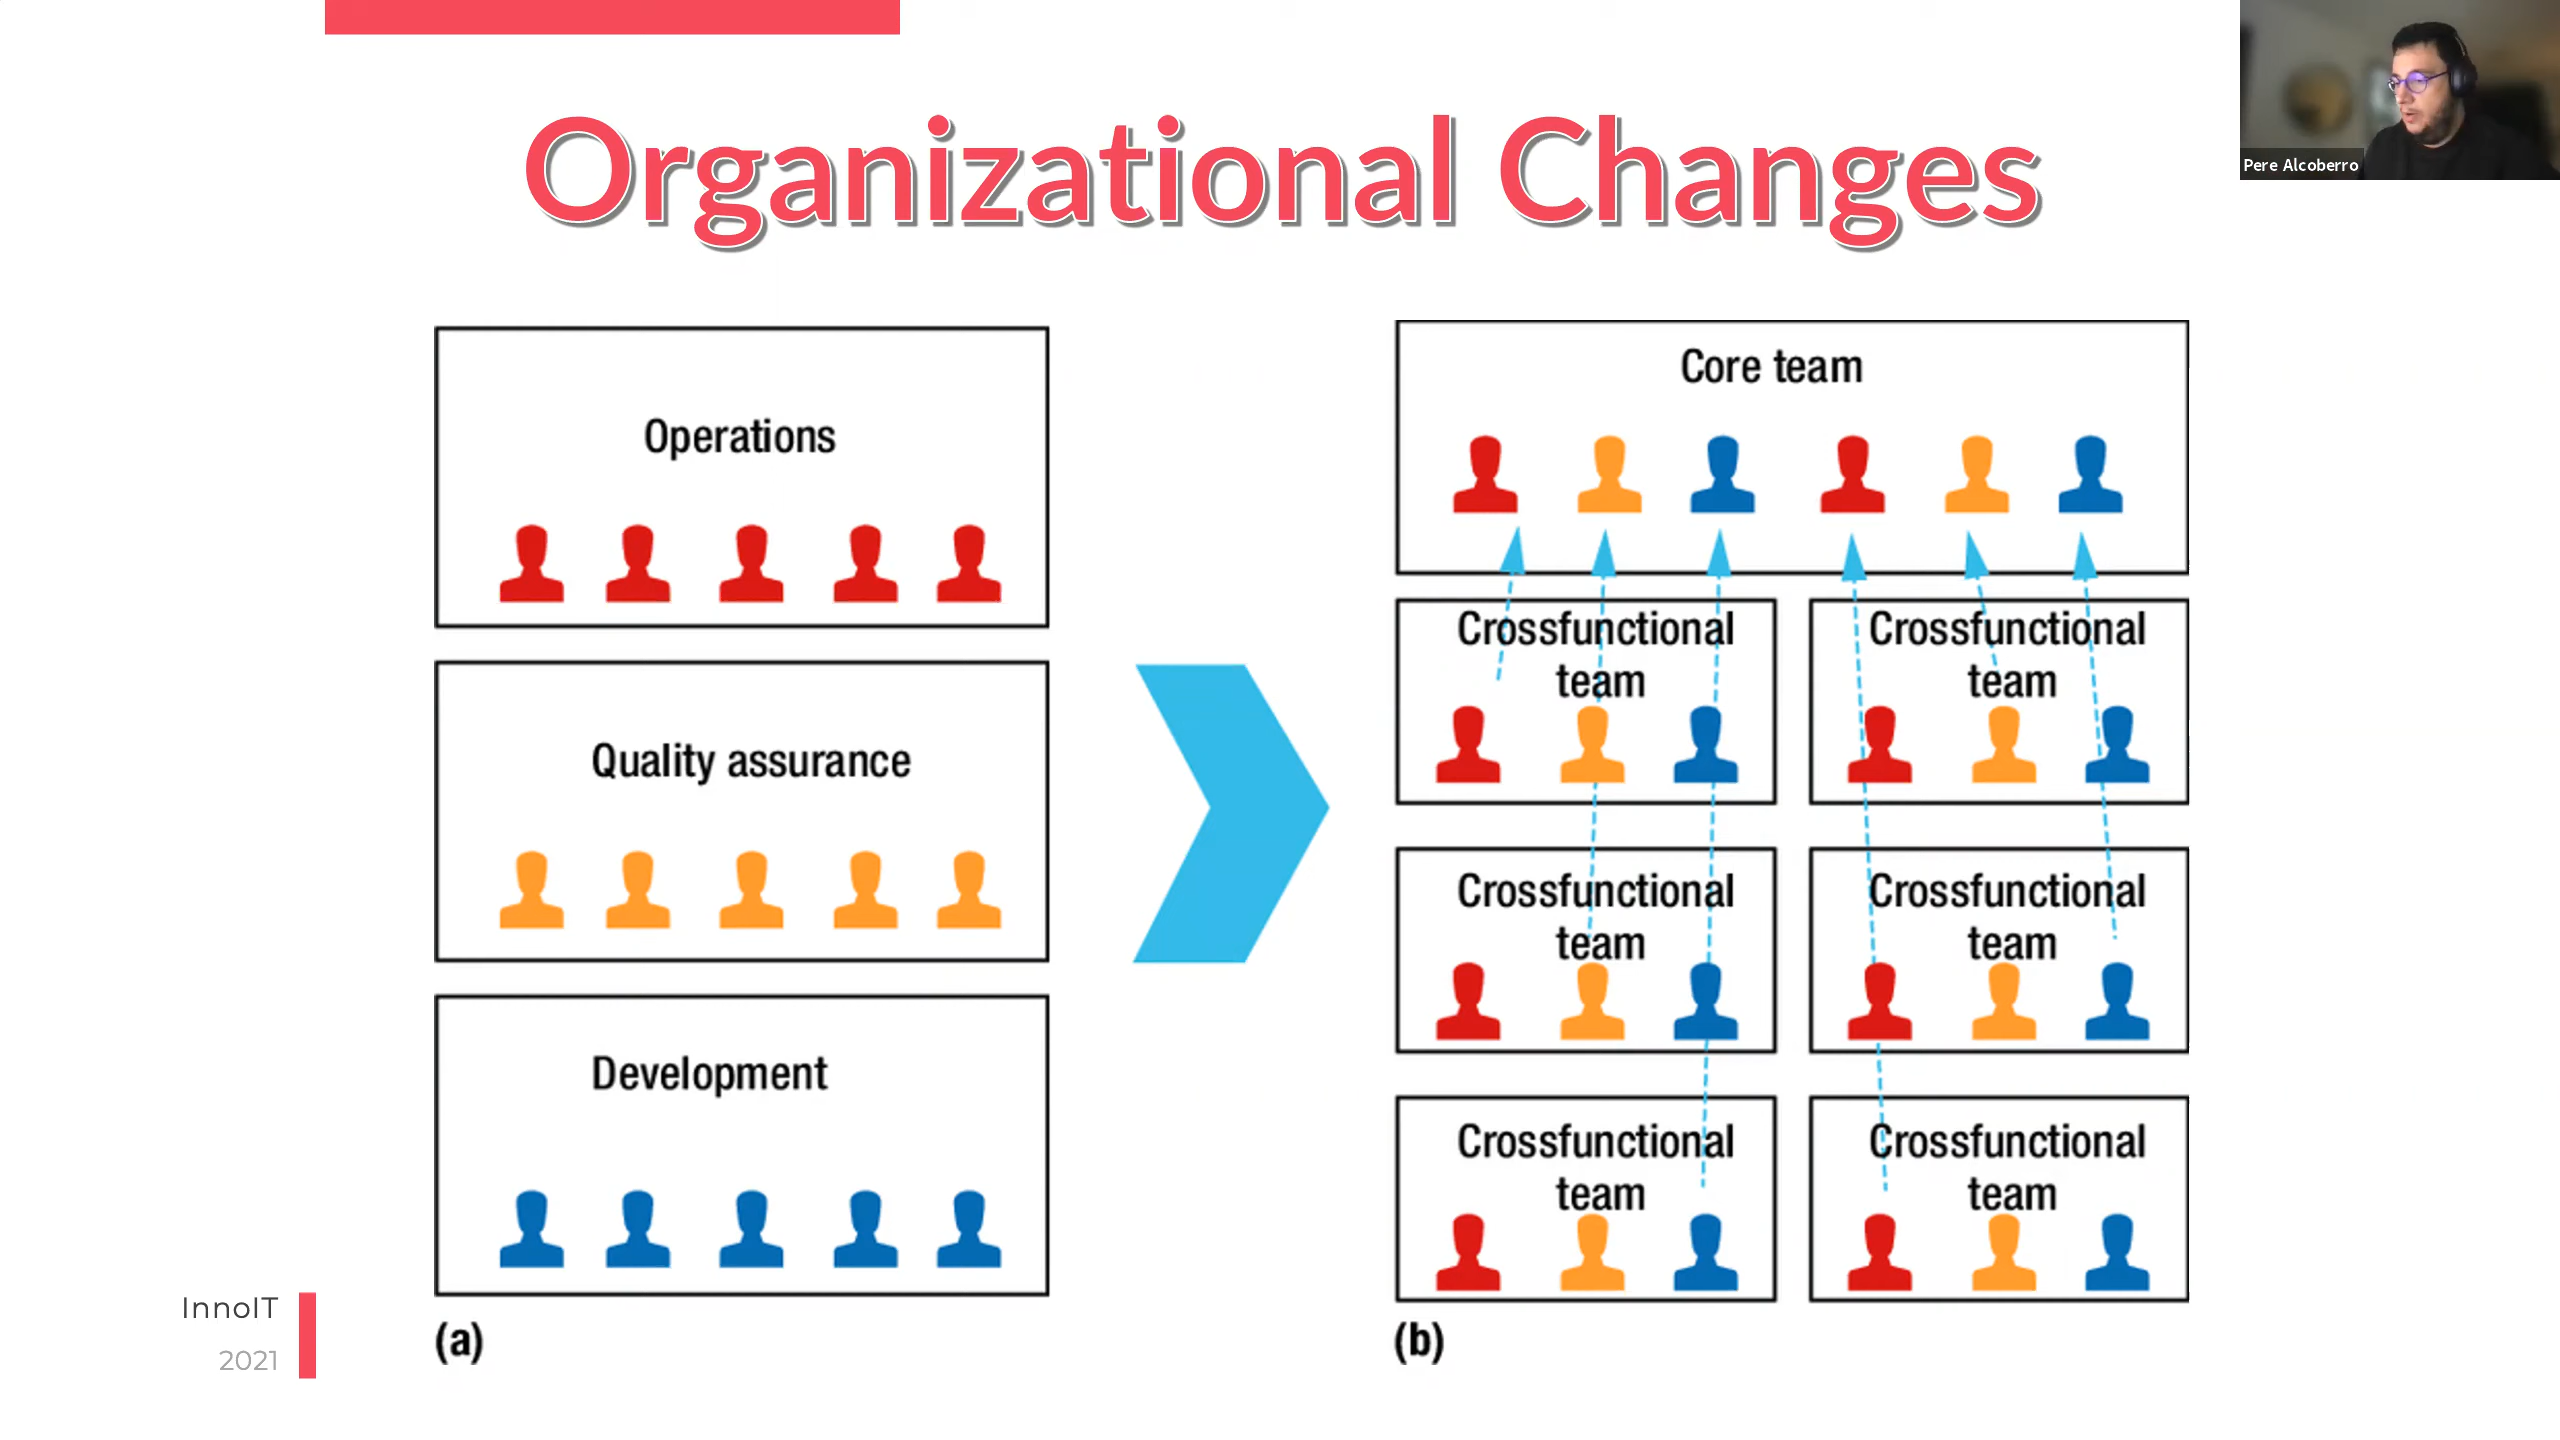 Organizational Changes
Pere Alcoberro
Operations
Quality assurance
Development
(a)
Core team
Crossfunctional
team
Crossfunctional
team
Crossfunctional
team
Crossfunctional
team
Crossfunctional
team
Crossfunctional
team
(b)
InnoIT
2021